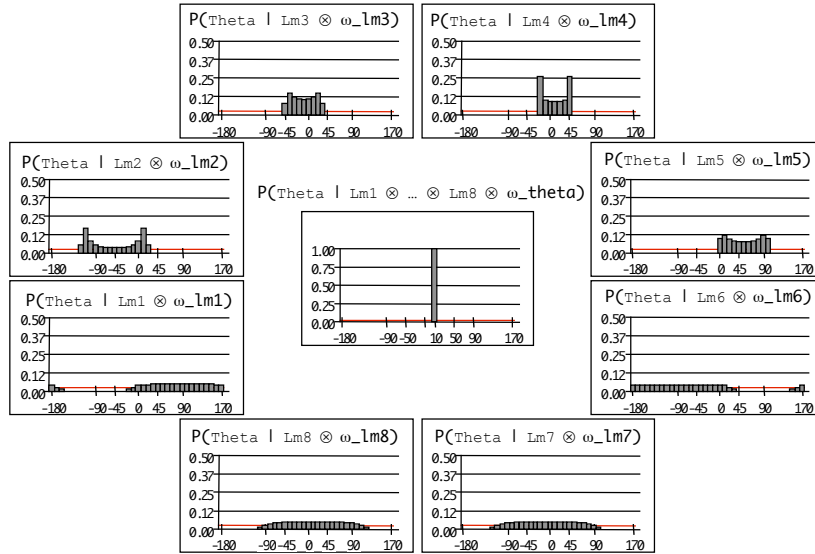 P(Theta | Lm3 ⊗ ω_lm3)
0.50
0.37
0.25
0.12
0.00
-180 -90 -45 0 45 90 170
P(Theta | Lm4 ⊗ ω_lm4)
0.50
0.37
0.25
0.12
0.00
-180 -90 -45 0 45 90 170
P(Theta | Lm2 ⊗ ω_lm2)
0.50
0.37
0.25
0.12
0.00
-180 -90 -45 0 45 90 170
P(Theta | Lm1 ⊗ … ⊗ Lm8 ⊗ ω_theta)
1.00
0.75
0.50
0.25
0.00
-180 -90 -50 10 50 90 170
P(Theta | Lm5 ⊗ ω_lm5)
0.50
0.37
0.25
0.12
0.00
-180 -90 -45 0 45 90 170
P(Theta | Lm1 ⊗ ω_lm1)
0.50
0.37
0.25
0.12
0.00
-180 -90 -45 0 45 90 170
P(Theta | Lm6 ⊗ ω_lm6)
0.50
0.37
0.25
0.12
0.00
-180 -90 -45 0 45 90 170
P(Theta | Lm8 ⊗ ω_lm8)
0.50
0.37
0.25
0.12
0.00
-180 -90 -45 0 45 90 170
P(Theta | Lm7 ⊗ ω_lm7)
0.50
0.37
0.25
0.12
0.00
-180 -90 -45 0 45 90 170